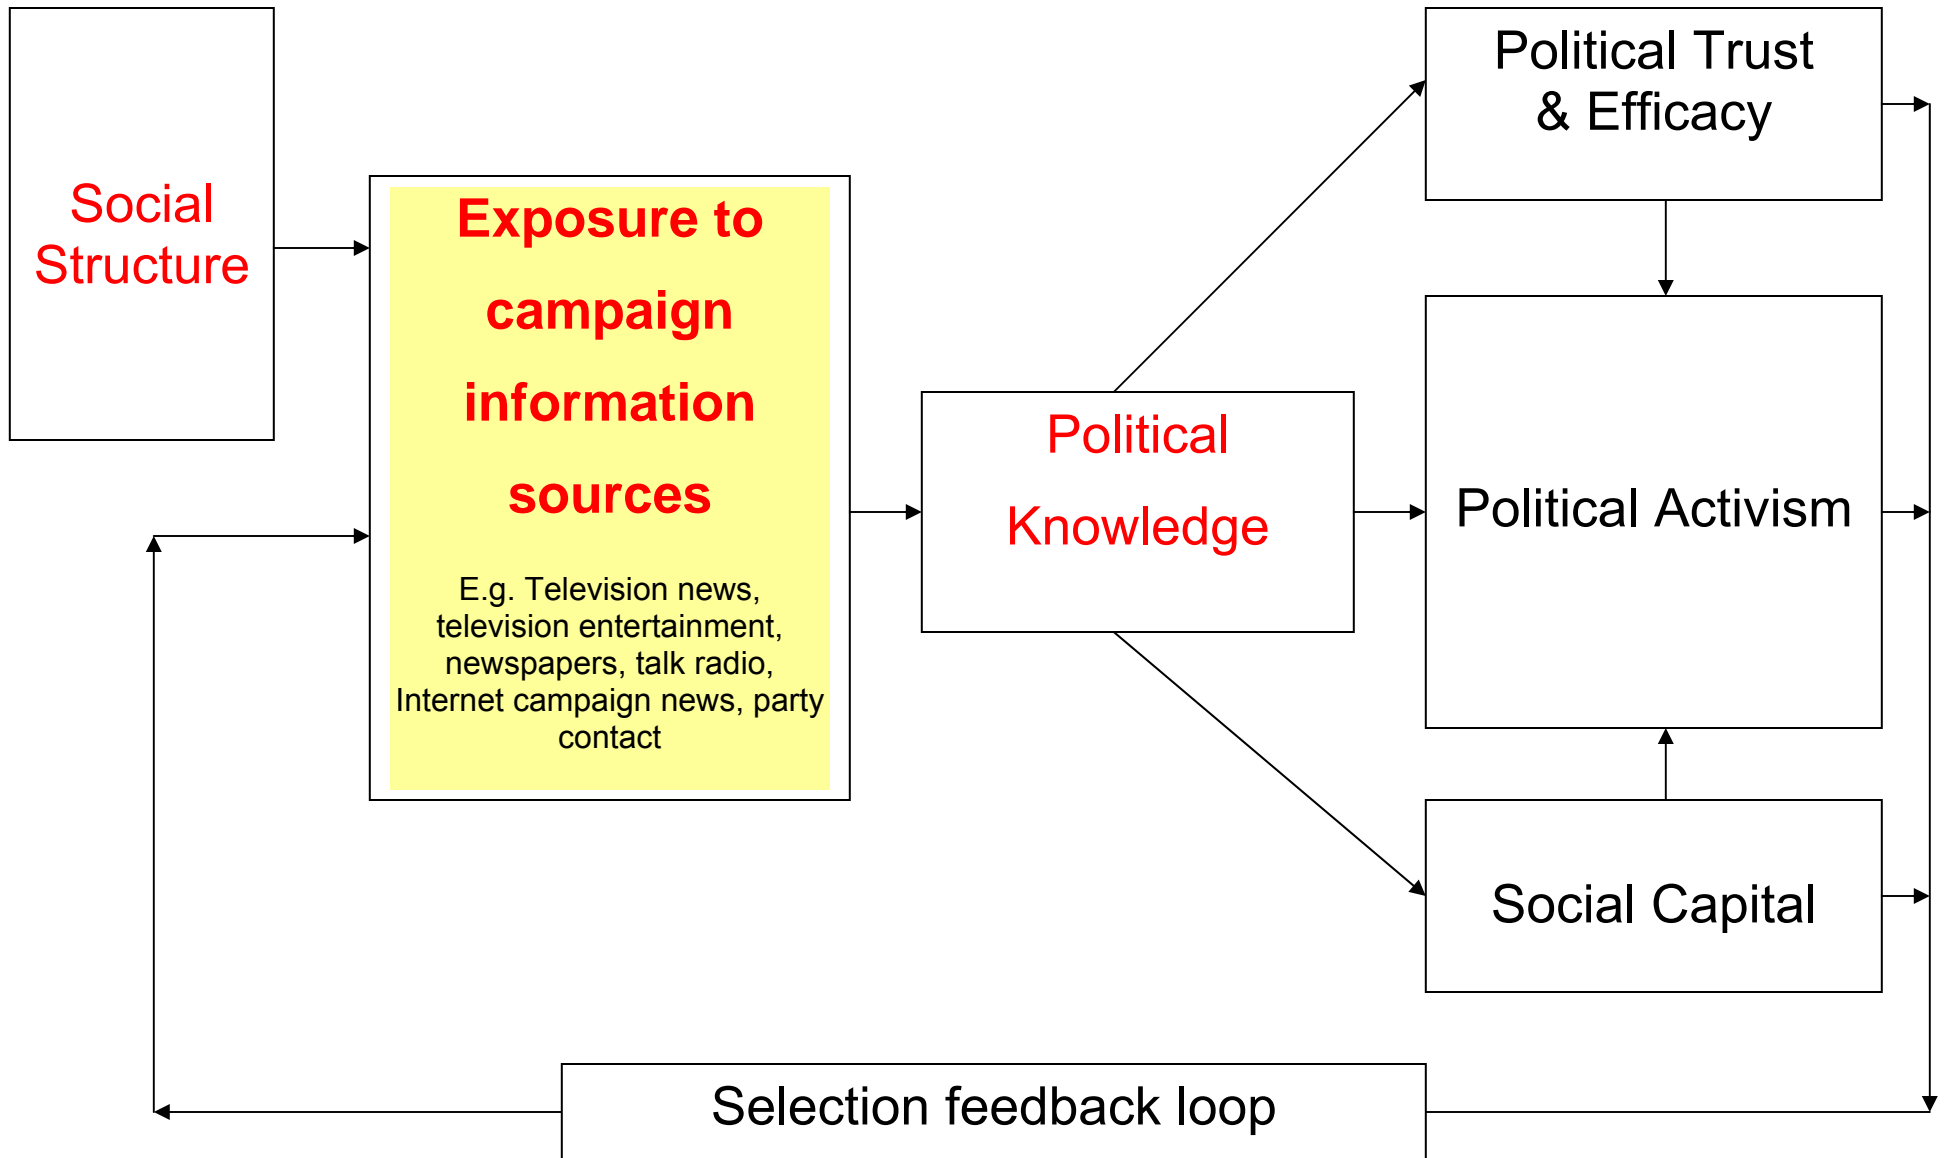 Social
Structure
Exposure to
campaign
information
sources
E.g. Television news,
television entertainment,
newspapers, talk radio,
Internet campaign news, party
contact
Political
Knowledge
Political Trust
& Efficacy
Political Activism
Social Capital
Selection feedback loop